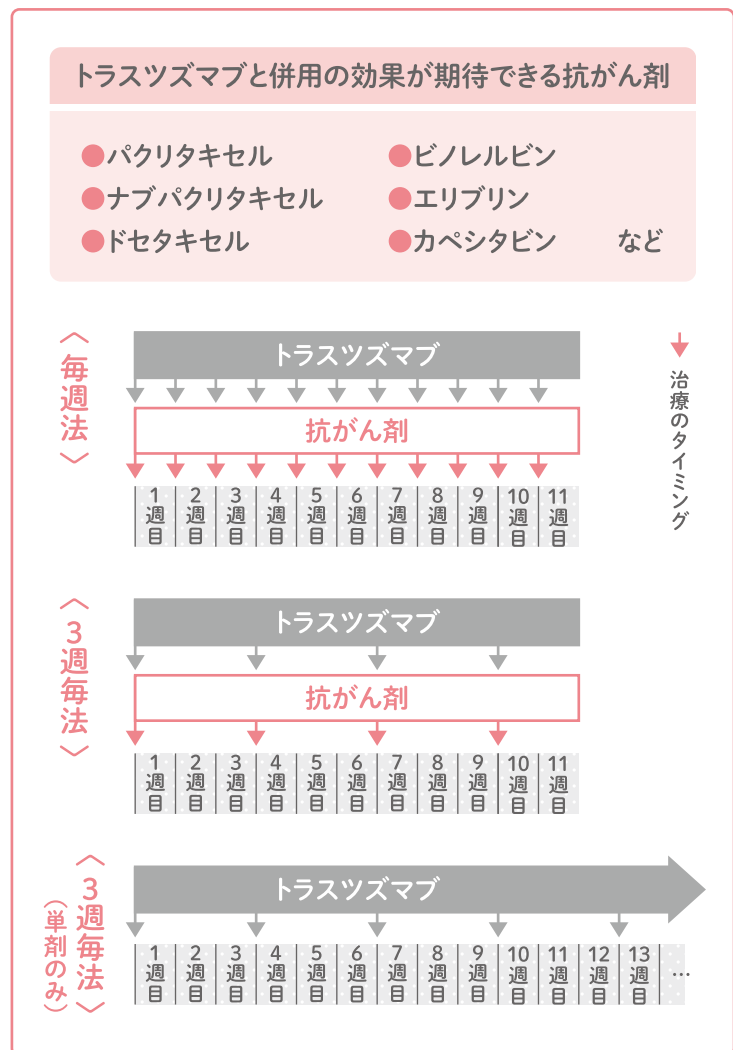 トラスツズマブと併用の効果が期待できる抗がん剤
●パクリタキセル
●ナブパクリタキセル
●ドセタキセル
●ビノレルビン
●エリブリン
●カペシタビン など
〈毎週法〉
トラスツズマブ
抗がん剤
1週目 2週目 3週目 4週目 5週目 6週目 7週目 8週目 9週目 10週目 11週目
治療のタイミング
〈3週毎法〉
トラスツズマブ
抗がん剤
1週目 2週目 3週目 4週目 5週目 6週目 7週目 8週目 9週目 10週目 11週目
〈3週毎法〉
（単剤のみ）
トラスツズマブ
1週目 2週目 3週目 4週目 5週目 6週目 7週目 8週目 9週目 10週目 11週目 12週目 13週目 …